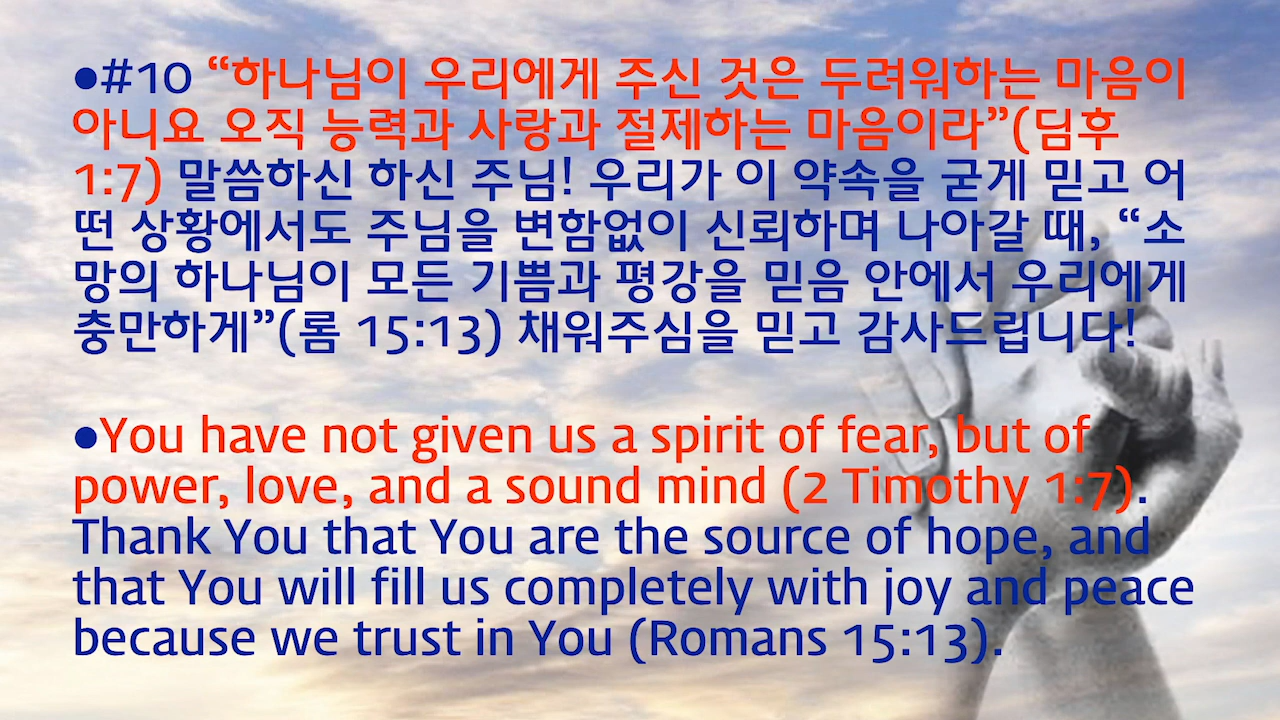 ●#10 “하나님이 우리에게 주신 것은 두려워하는 마음이
아니요 오직 능력과 사랑과 절제하는 마음이라”(딤후
1:7) 말씀하신 하신 주님! 우리가 이 약속을 굳게 믿고 어
떤 상황에서도 주님을 변함없이 신뢰하며 나아갈 때, “소
망의 하나님이 모든 기쁨과 평강을 믿음 안에서 우리에게
충만하게”(롬 15:13) 채워주심을 믿고 감사드립니다!
●You have not given us a spirit of fear, but of
power, love, and a sound mind (2 Timothy 1:7).
Thank You that You are the source of hope, and
that You will fill us completely with joy and peace
because we trust in You (Romans 15:13).